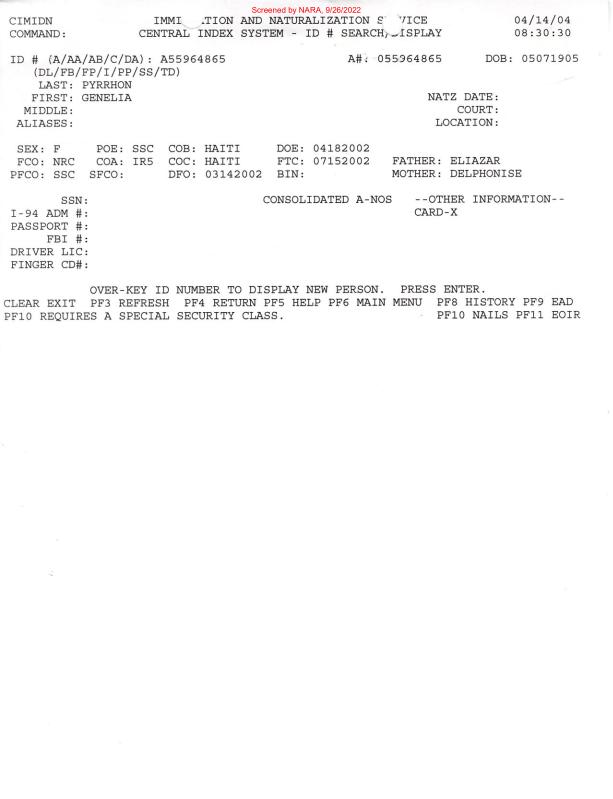 Screened by NARA, 9/26/2022
CIMIDN IMMI TION AND NATURALIZATION S VICE 04/14/04
COMMAND: CENTRAL INDEX SYSTEM - ID # SEARCH/DISPLAY 08:30:30
ID # (A/AA/AB/C/DA): A55964865 A#: 055964865 DOB: 05071905
(DL/FB/FP/I/PP/SS/TD)
LAST: PYRRHON
FIRST: GENELIA NATZ DATE:
MIDDLE: COURT:
ALIASES: LOCATION:
SEX: F POE: SSC COB: HAITI DOE: 04182002
FCO: NRC COA: IR5 COC: HAITI FTC: 07152002 FATHER: ELIAZAR
PFCO: SSC SFCO: DFO: 03142002 BIN: MOTHER: DELPHONISE
SSN: CONSOLIDATED A-NOS --OTHER INFORMATION--
I-94 ADM #: CARD-X
PASSPORT #:
FBI #:
DRIVER LIC:
FINGER CD#:
OVER-KEY ID NUMBER TO DISPLAY NEW PERSON. PRESS ENTER.
CLEAR EXIT PF3 REFRESH PF4 RETURN PF5 HELP PF6 MAIN MENU PF8 HISTORY PF9 EAD
PF10 REQUIRES A SPECIAL SECURITY CLASS. PF10 NAILS PF11 EOIR